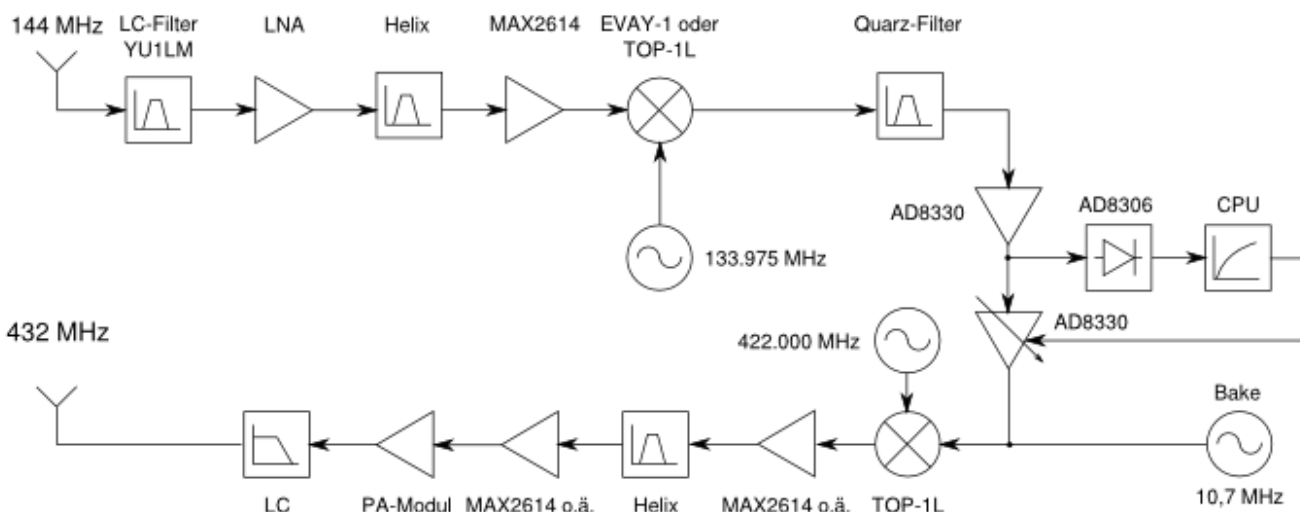 144 MHz
LC-Filter
YU1LM
LNA
Helix
MAX2614
EVAY-1 oder
TOP-1L
Quarz-Filter
133.975 MHz
AD8330
AD8306
CPU
432 MHz
422.000 MHz
AD8330
Bake
10,7 MHz
LC
PA-Modul
MAX2614 o.ä.
Helix
MAX2614 o.ä.
TOP-1L